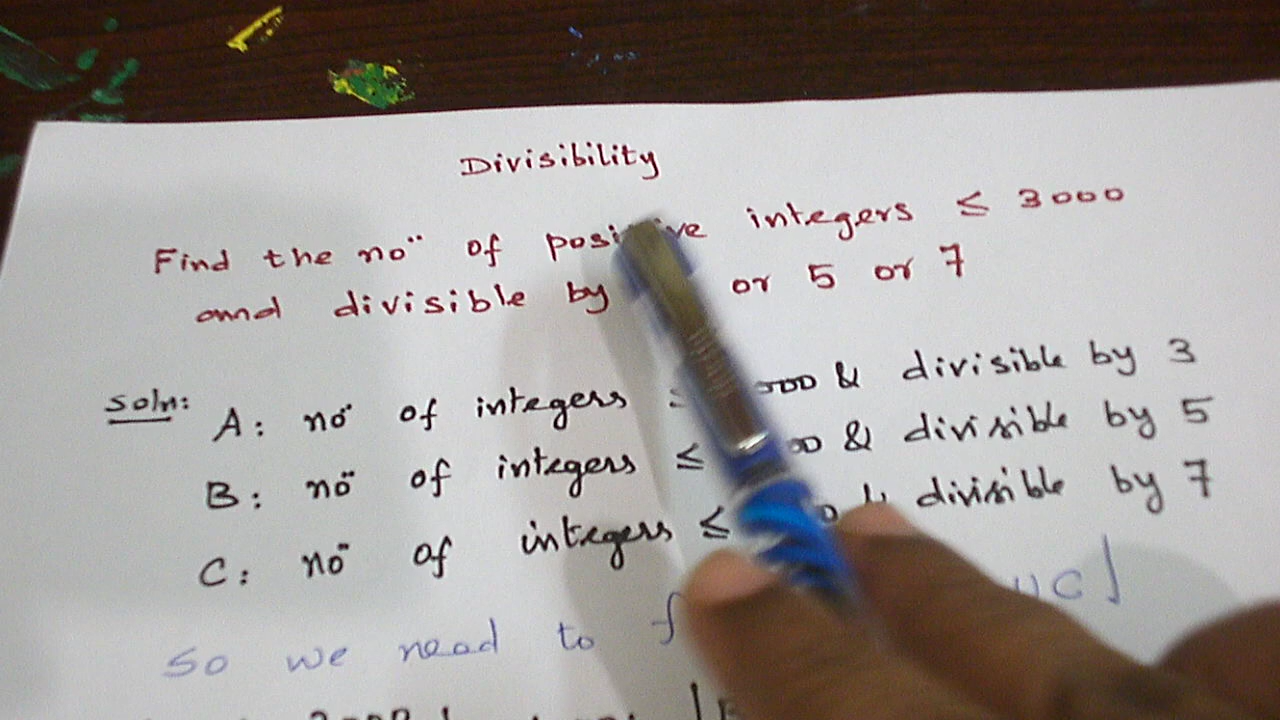 Divisibility
Find the no" of positive integers ≤ 3000
and divisible by or 5 or 7
Soln:
A: no" of integers & divisible by 3
B: no" of integers ≤ & divisible by 5
C: no" of integers ≤ & divisible by 7
So we need to